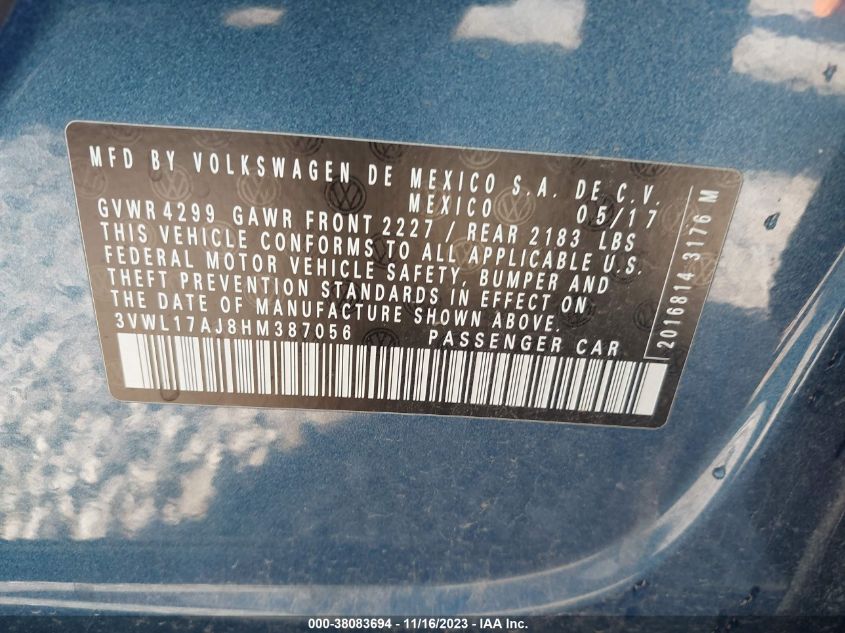 MFD BY VOLKSWAGEN DE MEXICO S.A. DE C.V.
MEXICO 05/17
GVWR 4299 GAWR FRONT 2227 / REAR 2183 LBS
THIS VEHICLE CONFORMS TO ALL APPLICABLE U.S.
FEDERAL MOTOR VEHICLE SAFETY, BUMPER AND
THEFT PREVENTION STANDARDS IN EFFECT ON
THE DATE OF MANUFACTURE SHOWN ABOVE.
3VWL17AJ8HM387056 PASSENGER CAR
2016814 3176 M
000-38083694 - 11/16/2023 - Copyright © IAA, Inc.